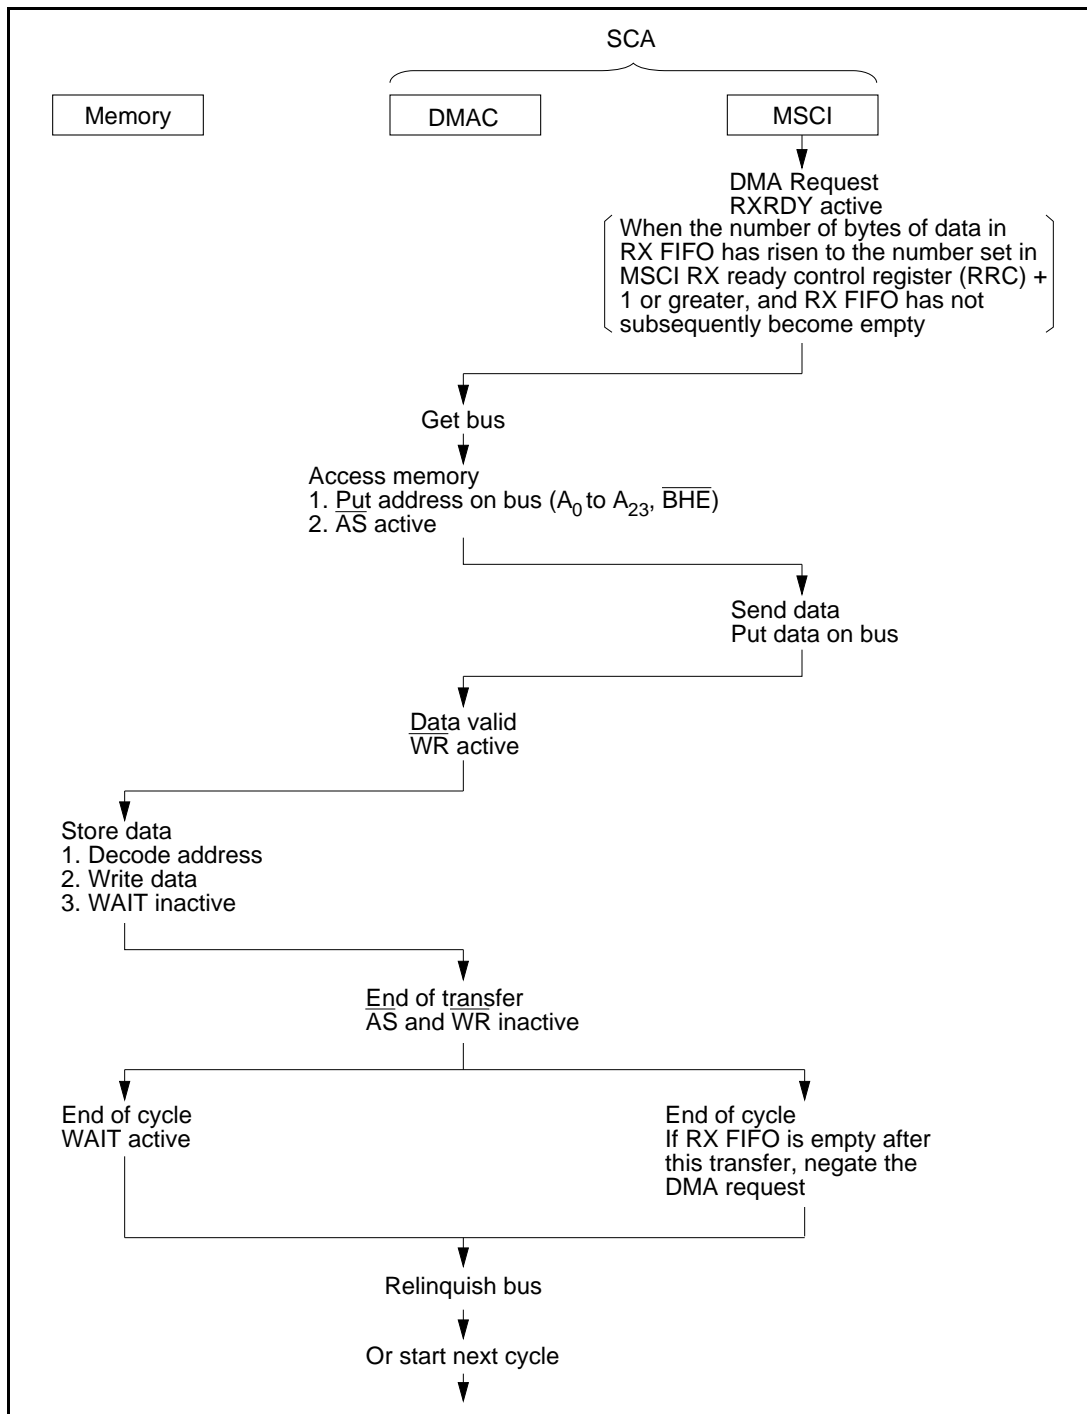 SCA
Memory
DMAC
MSCI
DMA Request
RXRDY active
When the number of bytes of data in
RX FIFO has risen to the number set in
MSCI RX ready control register (RRC) +
1 or greater, and RX FIFO has not
subsequently become empty
Get bus
Access memory
1. Put address on bus (A₀ to A₂₃, B̅H̅E̅)
2. A̅S̅ active
Send data
Put data on bus
Data valid
W̅R̅ active
Store data
1. Decode address
2. Write data
3. WAIT inactive
End of transfer
A̅S̅ and W̅R̅ inactive
End of cycle
WAIT active
End of cycle
If RX FIFO is empty after
this transfer, negate the
DMA request
Relinquish bus
Or start next cycle